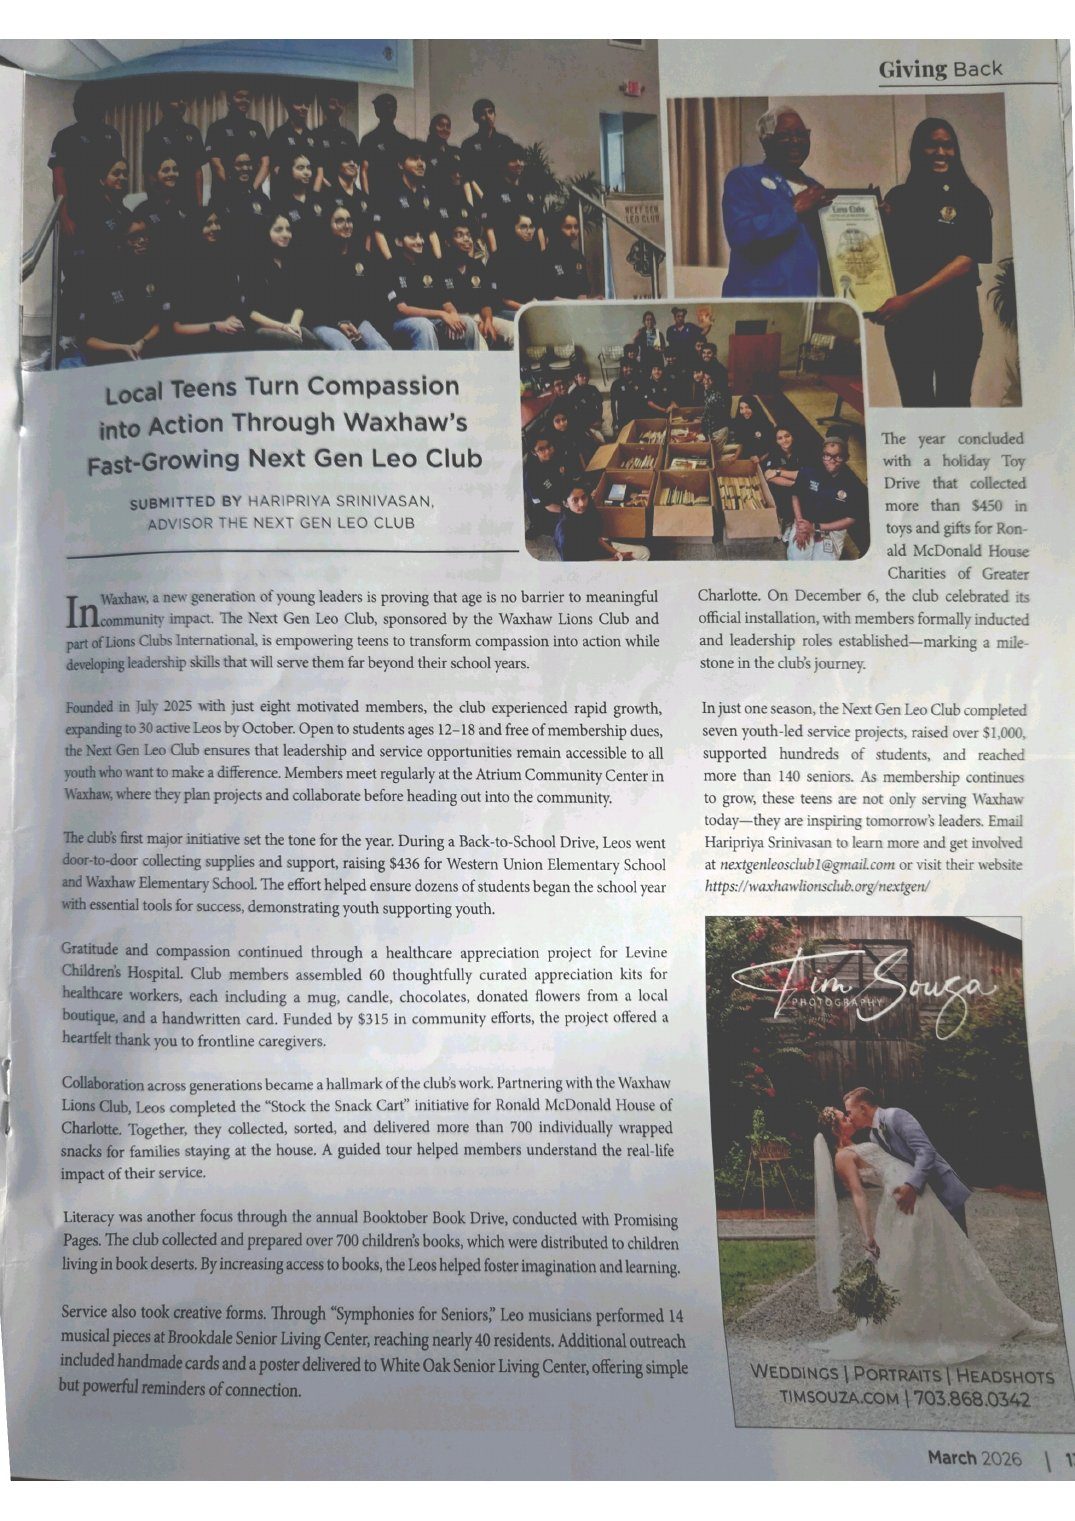 Giving Back
NEXT GEN
LEO CLUB
Leo Clubs
Local Teens Turn Compassion
into Action Through Waxhaw's
Fast-Growing Next Gen Leo Club
SUBMITTED BY HARIPRIYA SRINIVASAN,
ADVISOR THE NEXT GEN LEO CLUB
In Waxhaw, a new generation of young leaders is proving that age is no barrier to meaningful
community impact. The Next Gen Leo Club, sponsored by the Waxhaw Lions Club and
part of Lions Clubs International, is empowering teens to transform compassion into action while
developing leadership skills that will serve them far beyond their school years.
Founded in July 2025 with just eight motivated members, the club experienced rapid growth,
expanding to 30 active Leos by October. Open to students ages 12–18 and free of membership dues,
the Next Gen Leo Club ensures that leadership and service opportunities remain accessible to all
youth who want to make a difference. Members meet regularly at the Atrium Community Center in
Waxhaw, where they plan projects and collaborate before heading out into the community.
The club's first major initiative set the tone for the year. During a Back-to-School Drive, Leos went
door-to-door collecting supplies and support, raising $436 for Western Union Elementary School
and Waxhaw Elementary School. The effort helped ensure dozens of students began the school year
with essential tools for success, demonstrating youth supporting youth.
Gratitude and compassion continued through a healthcare appreciation project for Levine
Children's Hospital. Club members assembled 60 thoughtfully curated appreciation kits for
healthcare workers, each including a mug, candle, chocolates, donated flowers from a local
boutique, and a handwritten card. Funded by $315 in community efforts, the project offered a
heartfelt thank you to frontline caregivers.
Collaboration across generations became a hallmark of the club's work. Partnering with the Waxhaw
Lions Club, Leos completed the "Stock the Snack Cart" initiative for Ronald McDonald House of
Charlotte. Together, they collected, sorted, and delivered more than 700 individually wrapped
snacks for families staying at the house. A guided tour helped members understand the real-life
impact of their service.
Literacy was another focus through the annual Booktober Book Drive, conducted with Promising
Pages. The club collected and prepared over 700 children's books, which were distributed to children
living in book deserts. By increasing access to books, the Leos helped foster imagination and learning.
Service also took creative forms. Through "Symphonies for Seniors," Leo musicians performed 14
musical pieces at Brookdale Senior Living Center, reaching nearly 40 residents. Additional outreach
included handmade cards and a poster delivered to White Oak Senior Living Center, offering simple
but powerful reminders of connection.
The year concluded
with a holiday Toy
Drive that collected
more than $450 in
toys and gifts for Ron-
ald McDonald House
Charities of Greater
Charlotte. On December 6, the club celebrated its
official installation, with members formally inducted
and leadership roles established—marking a mile-
stone in the club's journey.
In just one season, the Next Gen Leo Club completed
seven youth-led service projects, raised over $1,000,
supported hundreds of students, and reached
more than 140 seniors. As membership continues
to grow, these teens are not only serving Waxhaw
today—they are inspiring tomorrow's leaders. Email
Haripriya Srinivasan to learn more and get involved
at nextgenleosclub1@gmail.com or visit their website
https://waxhawlionsclub.org/nextgen/
Tim Souza
PHOTOGRAPHY
WEDDINGS | PORTRAITS | HEADSHOTS
TIMSOUZA.COM | 703.868.0342
March 2026 |